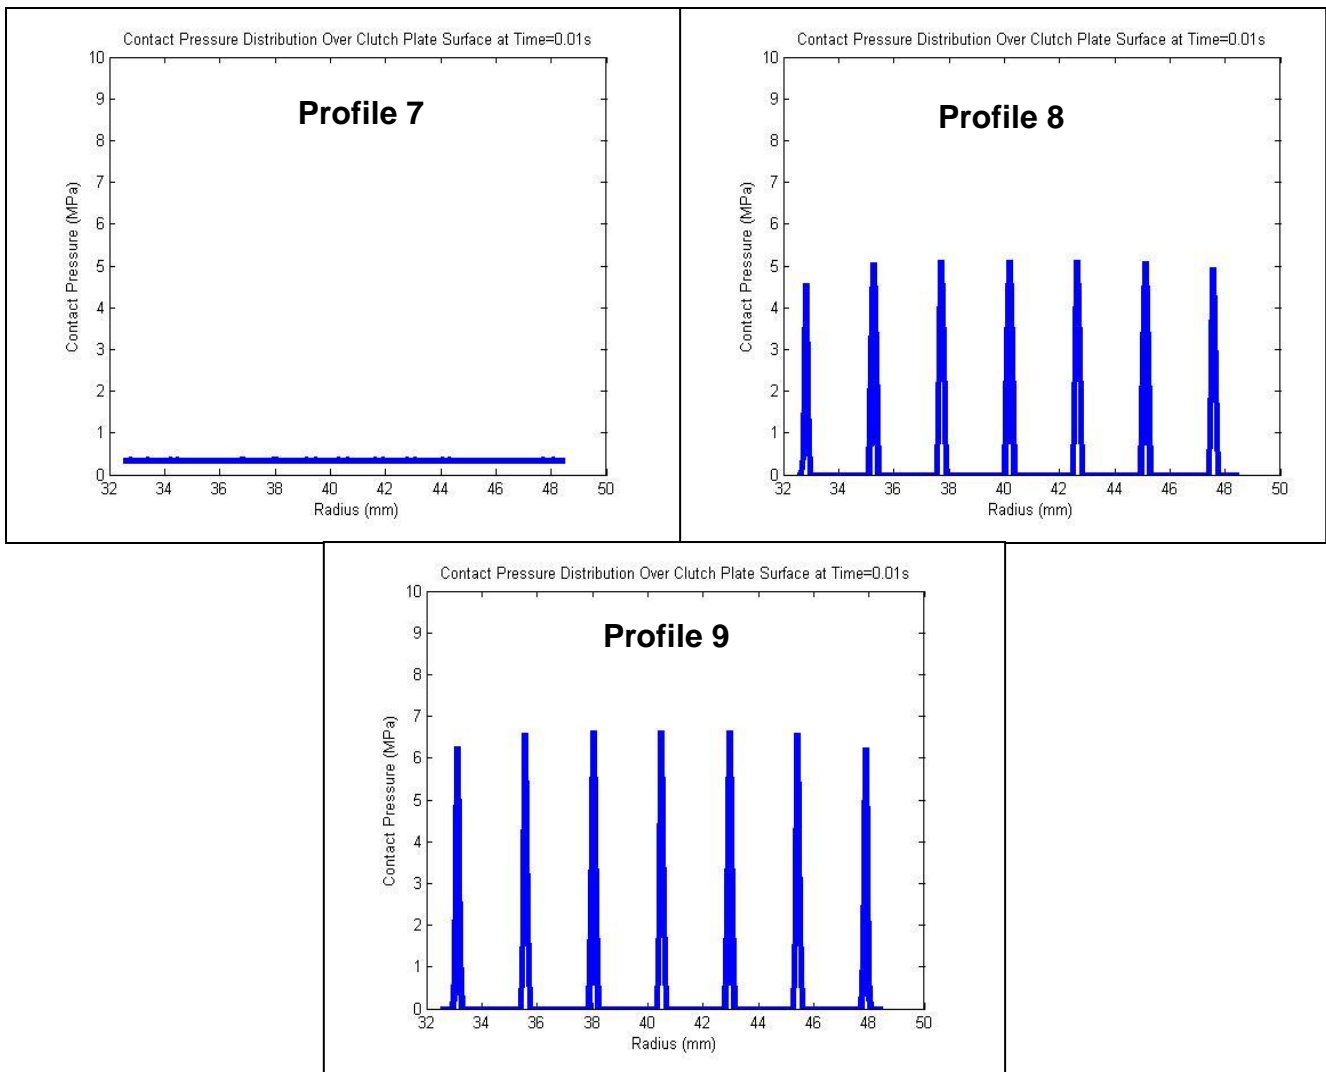 Contact Pressure Distribution Over Clutch Plate Surface at Time=0.01s
Profile 7
Contact Pressure (MPa)
10
9
8
7
6
5
4
3
2
1
0
32 34 36 38 40 42 44 46 48 50
Radius (mm)
Contact Pressure Distribution Over Clutch Plate Surface at Time=0.01s
Profile 8
Contact Pressure (MPa)
10
9
8
7
6
5
4
3
2
1
0
32 34 36 38 40 42 44 46 48 50
Radius (mm)
Contact Pressure Distribution Over Clutch Plate Surface at Time=0.01s
Profile 9
Contact Pressure (MPa)
10
9
8
7
6
5
4
3
2
1
0
32 34 36 38 40 42 44 46 48 50
Radius (mm)